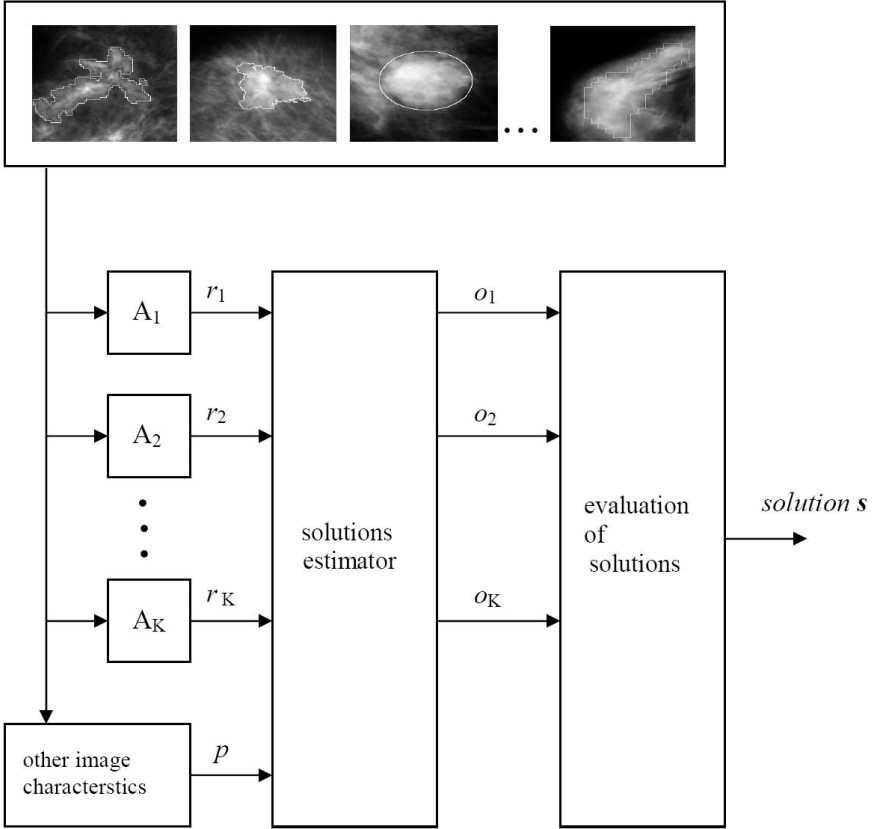 ...
A1 r1 o1
A2 r2 o2
solutions
estimator
evaluation
of
solutions
solution s
AK rK oK
other image
characterstics
p